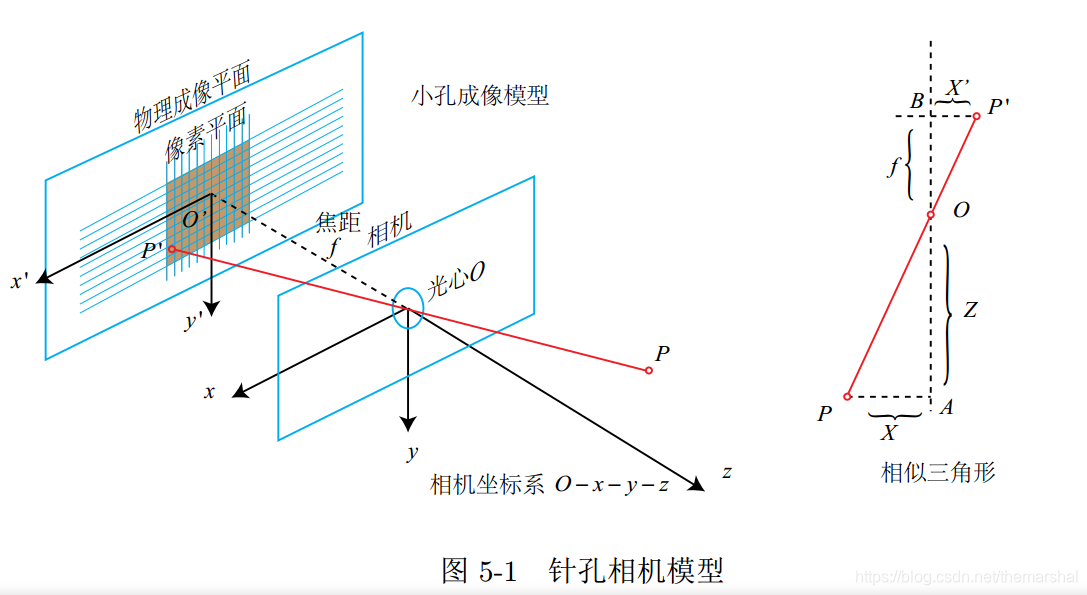 物理成像平面
像素平面
小孔成像模型
O'
P'
x'
y'
焦距
f
相机
光心O
P
x
y
z
相机坐标系 O－x－y－z
B
X’
P'
f
O
Z
P
A
X
相似三角形
图 5-1 针孔相机模型
https://blog.csdn.net/themarshal